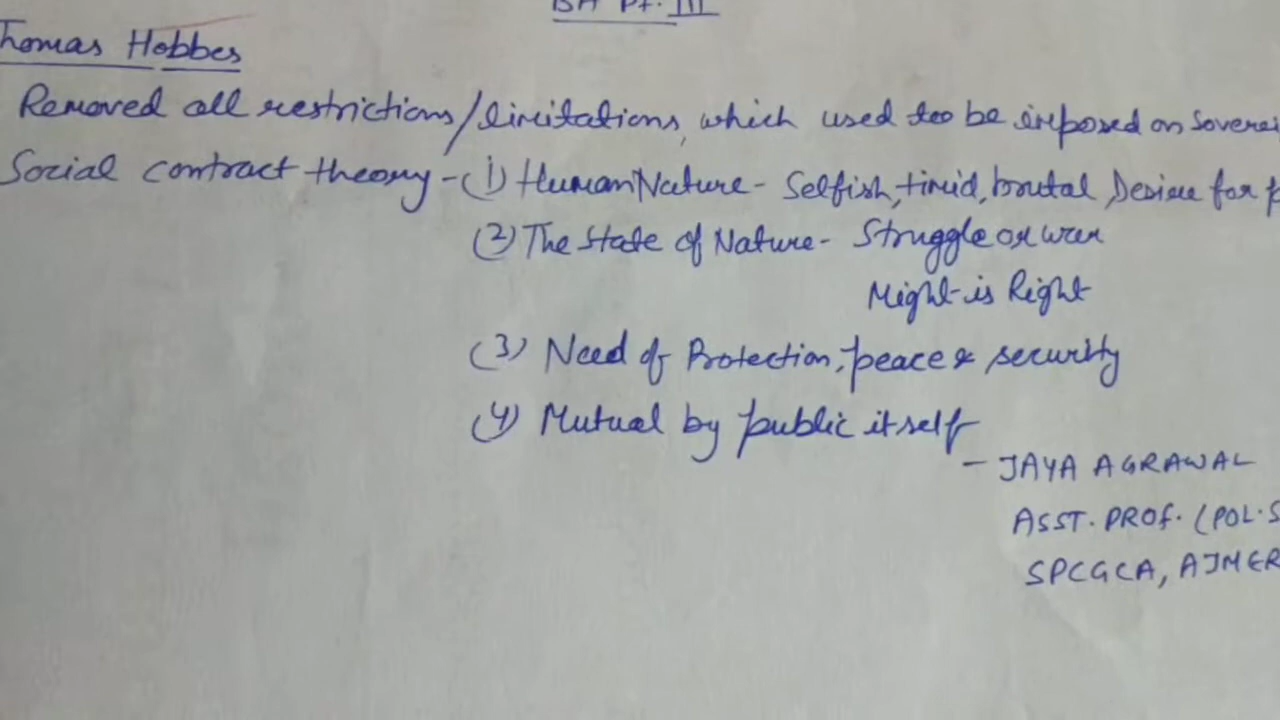 BA Pt. III
Thomas Hobbes
Removed all restrictions/limitations, which used too be imposed on Soverei
Social contract theory - (1) Human Nature - Selfish, timid, brutal, Desire for p
(2) The State of Nature - Struggle or war
Might is Right
(3) Need of Protection, peace & security
(4) Mutual by public itself
- JAYA AGRAWAL
ASST. PROF. (POL. S
SPCGCA, AJMER